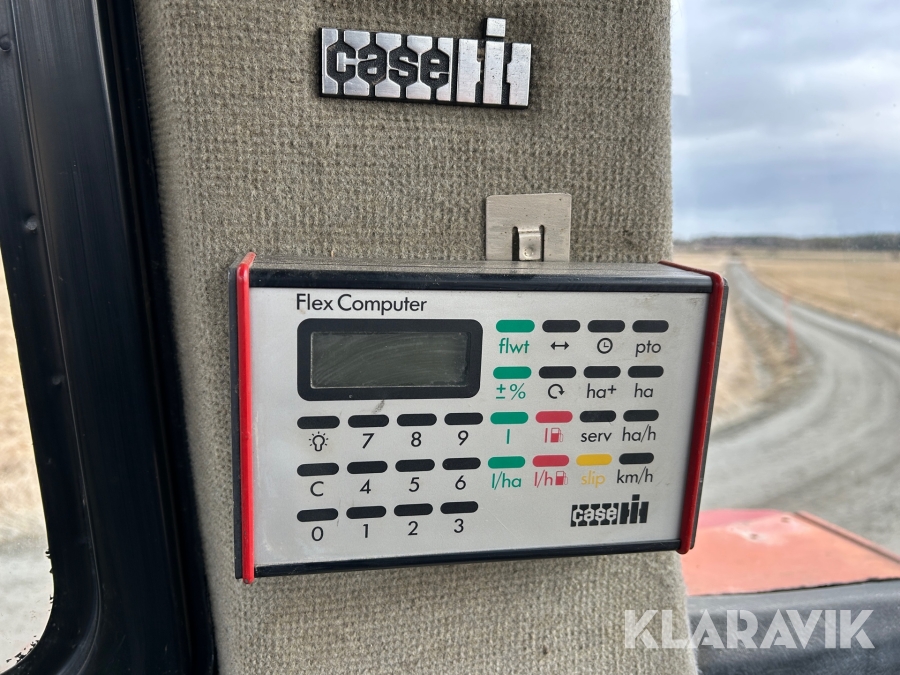 case IH
Flex Computer
flwt pto
± % ha+ ha
7 8 9 l l serv ha/h
C 4 5 6 l/ha l/h slip km/h
0 1 2 3
case IH
KLARAVIK